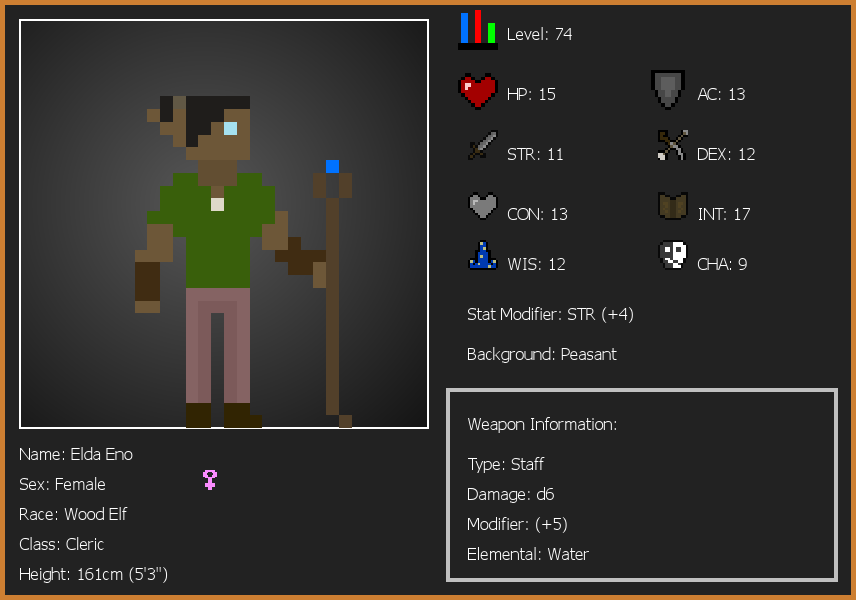 Level: 74
HP: 15
AC: 13
STR: 11
DEX: 12
CON: 13
INT: 17
WIS: 12
CHA: 9
Stat Modifier: STR (+4)
Background: Peasant
Weapon Information:
Type: Staff
Damage: d6
Modifier: (+5)
Elemental: Water
Name: Elda Eno
Sex: Female
Race: Wood Elf
Class: Cleric
Height: 161cm (5'3")